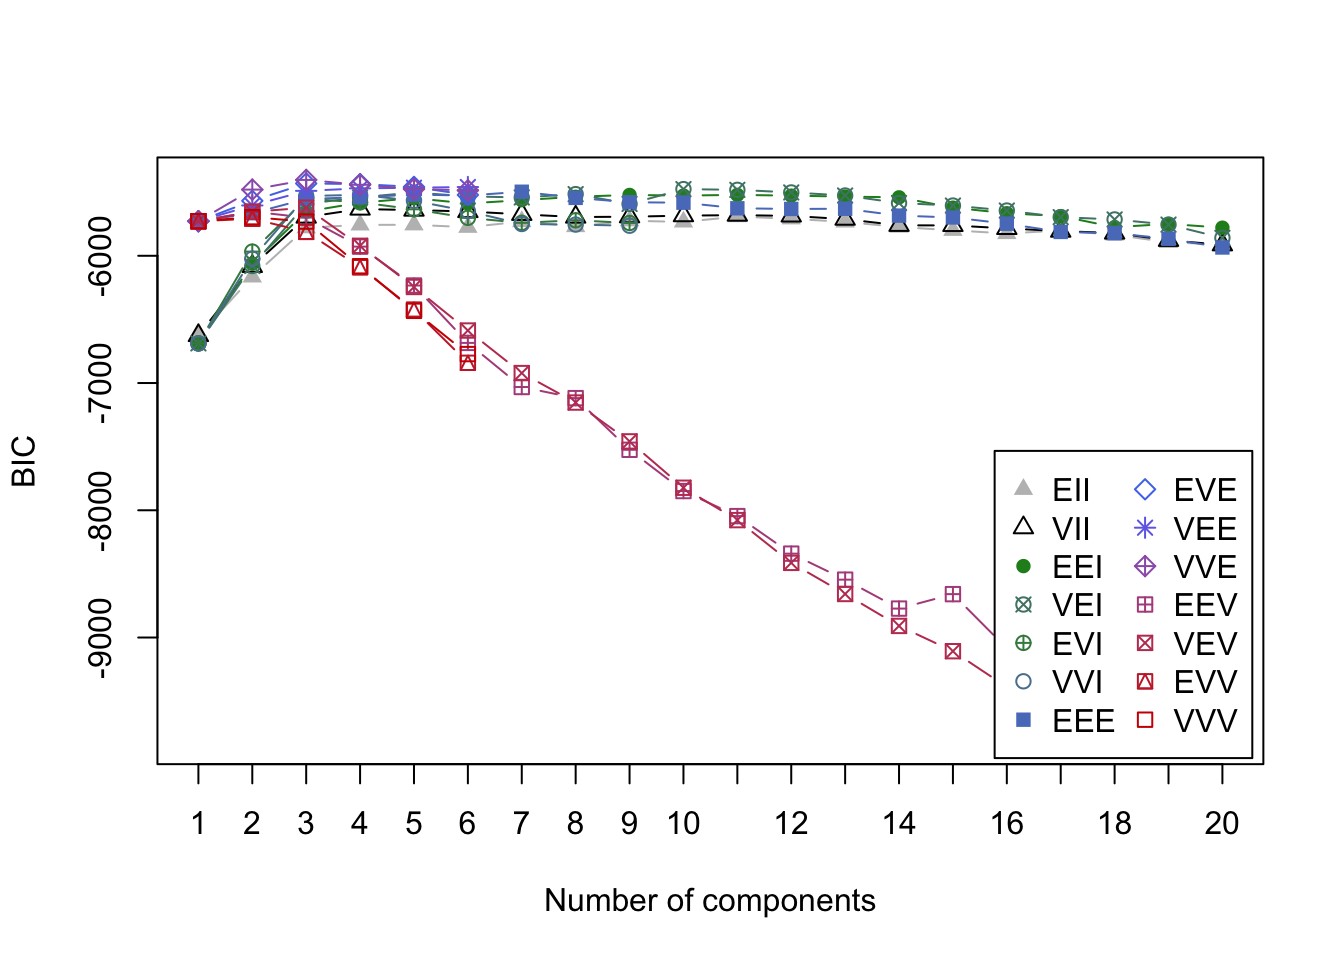 BIC
-6000
-7000
-8000
-9000
EII EVE
VII VEE
EEI VVE
VEI EEV
EVI VEV
VVI EVV
EEE VVV
1 2 3 4 5 6 7 8 9 10 12 14 16 18 20
Number of components